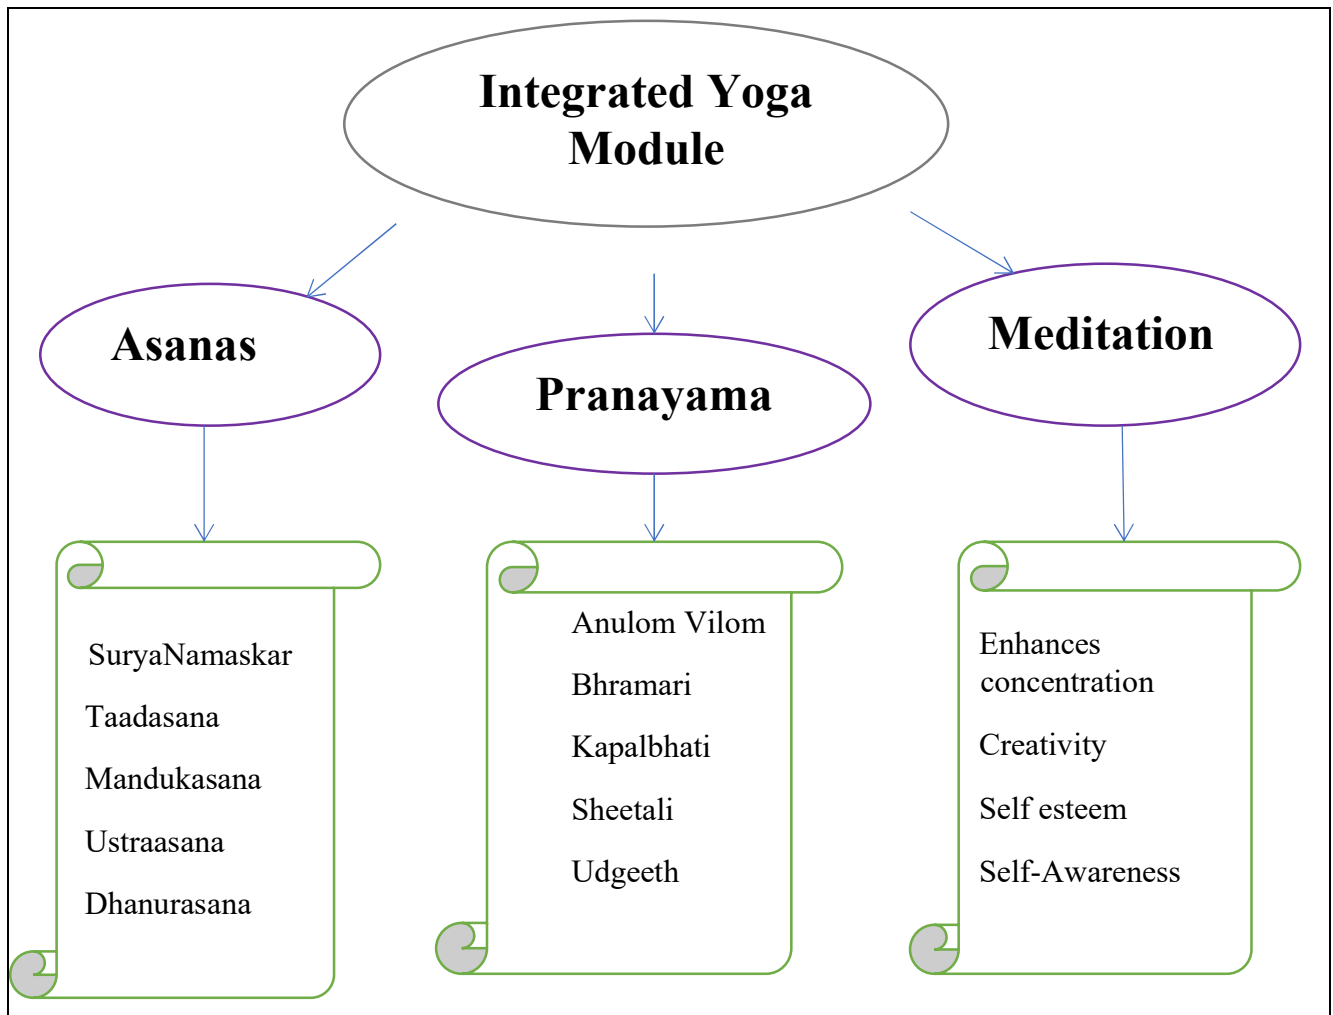 Integrated Yoga
Module
Asanas
Pranayama
Meditation
SuryaNamaskar
Taadasana
Mandukasana
Ustraasana
Dhanurasana
Anulom Vilom
Bhramari
Kapalbhati
Sheetali
Udgeeth
Enhances
concentration
Creativity
Self esteem
Self-Awareness